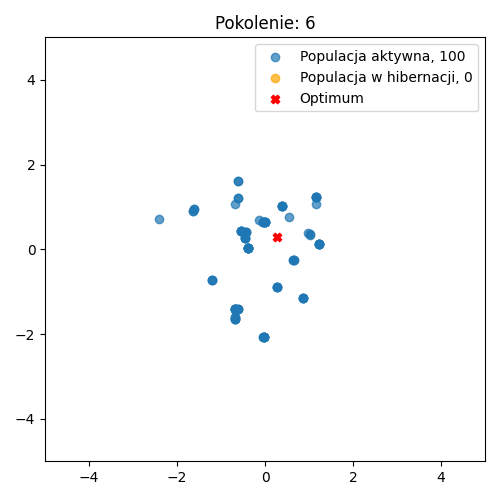 Pokolenie: 6
Populacja aktywna, 100
Populacja w hibernacji, 0
Optimum
4
2
0
−2
−4
−4 −2 0 2 4